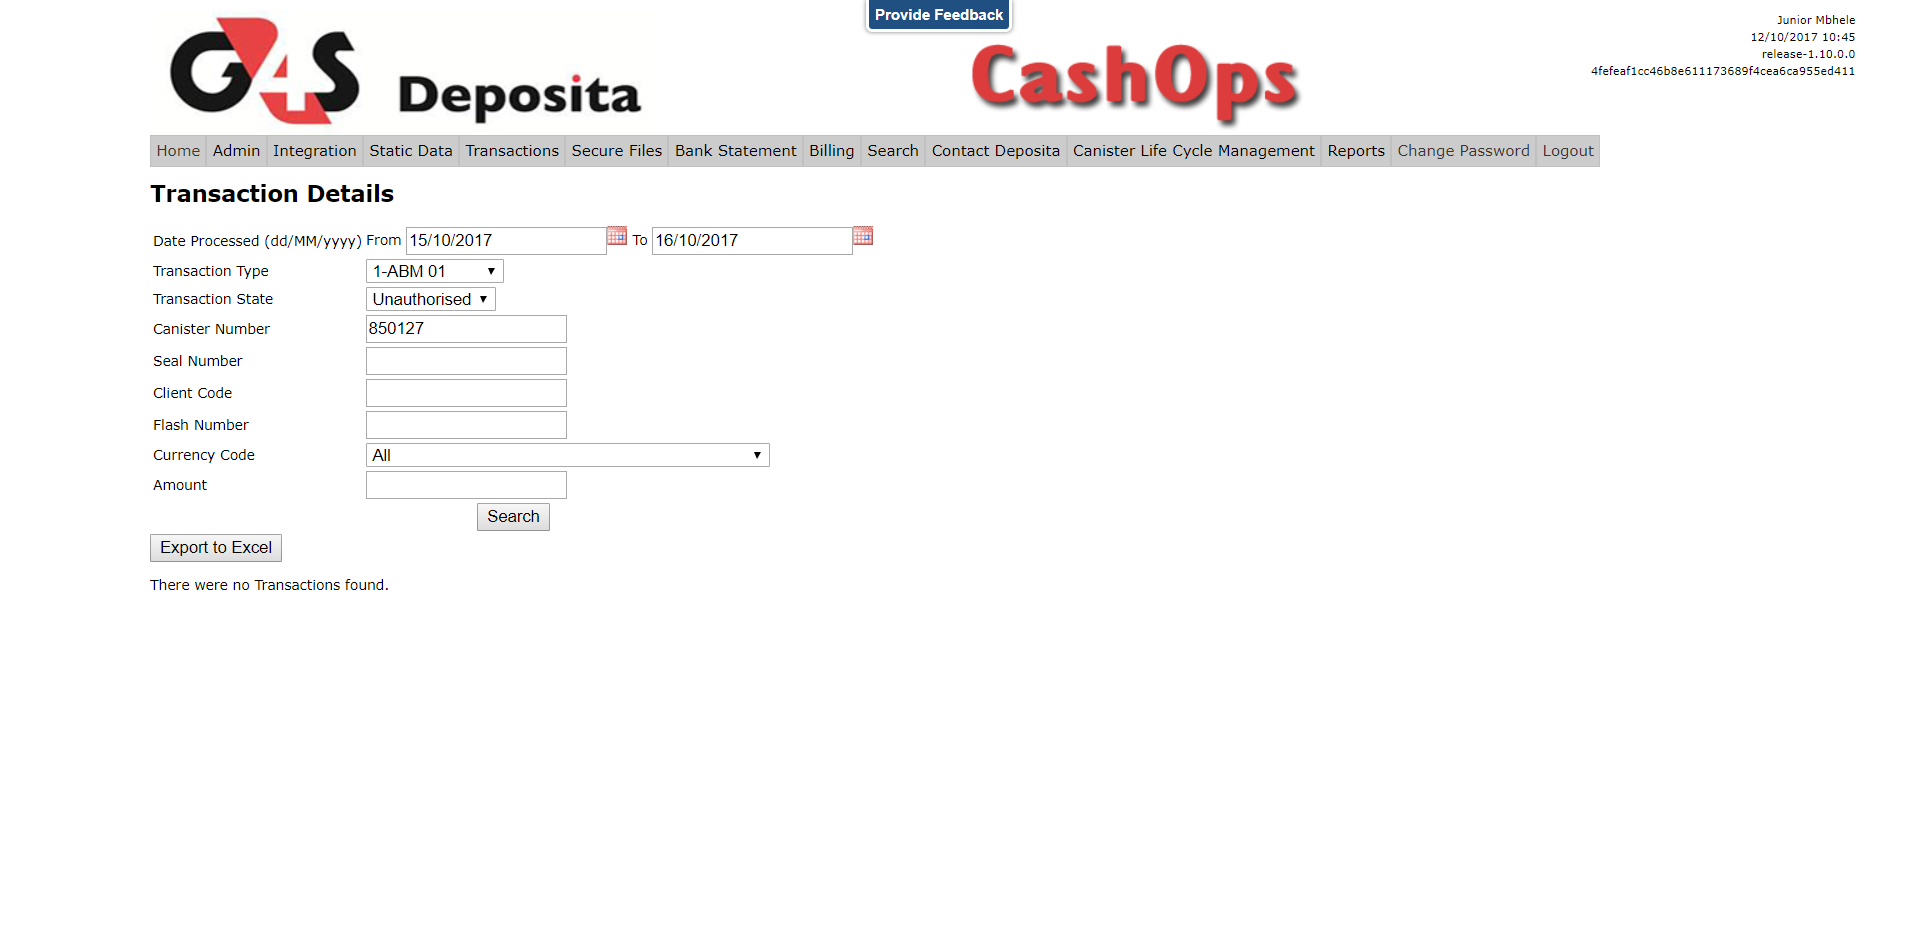 Provide Feedback
Junior Mbhele
12/10/2017 10:45
release-1.10.0.0
4fefeaf1cc46b8e611173689f4cea6ca955ed411
G4S Deposita
CashOps
Home Admin Integration Static Data Transactions Secure Files Bank Statement Billing Search Contact Deposita Canister Life Cycle Management Reports Change Password Logout
Transaction Details
Date Processed (dd/MM/yyyy) From 15/10/2017 To 16/10/2017
Transaction Type 1-ABM 01
Transaction State Unauthorised
Canister Number 850127
Seal Number
Client Code
Flash Number
Currency Code All
Amount
Search
Export to Excel
There were no Transactions found.